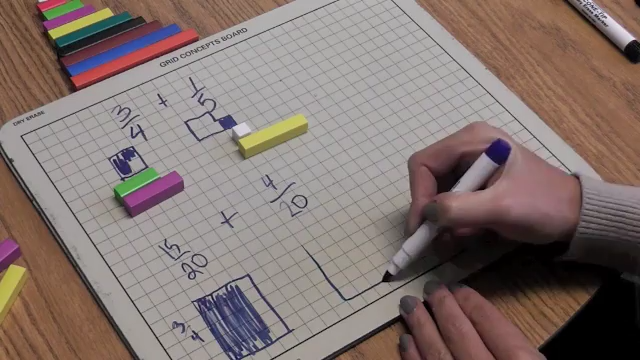 GRID CONCEPTS BOARD
DRY ERASE
3/4 + 1/5
15/20 + 4/20
3/4